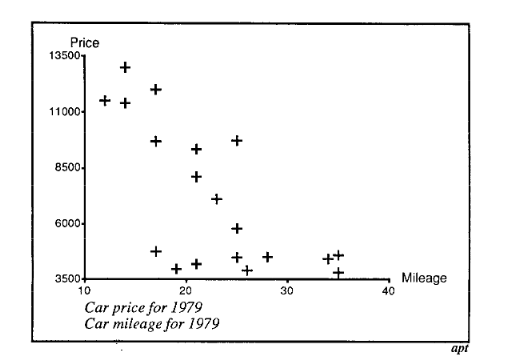 Price
13500
11000
8500
6000
3500
10 20 30 40
Mileage
Car price for 1979
Car mileage for 1979
apt